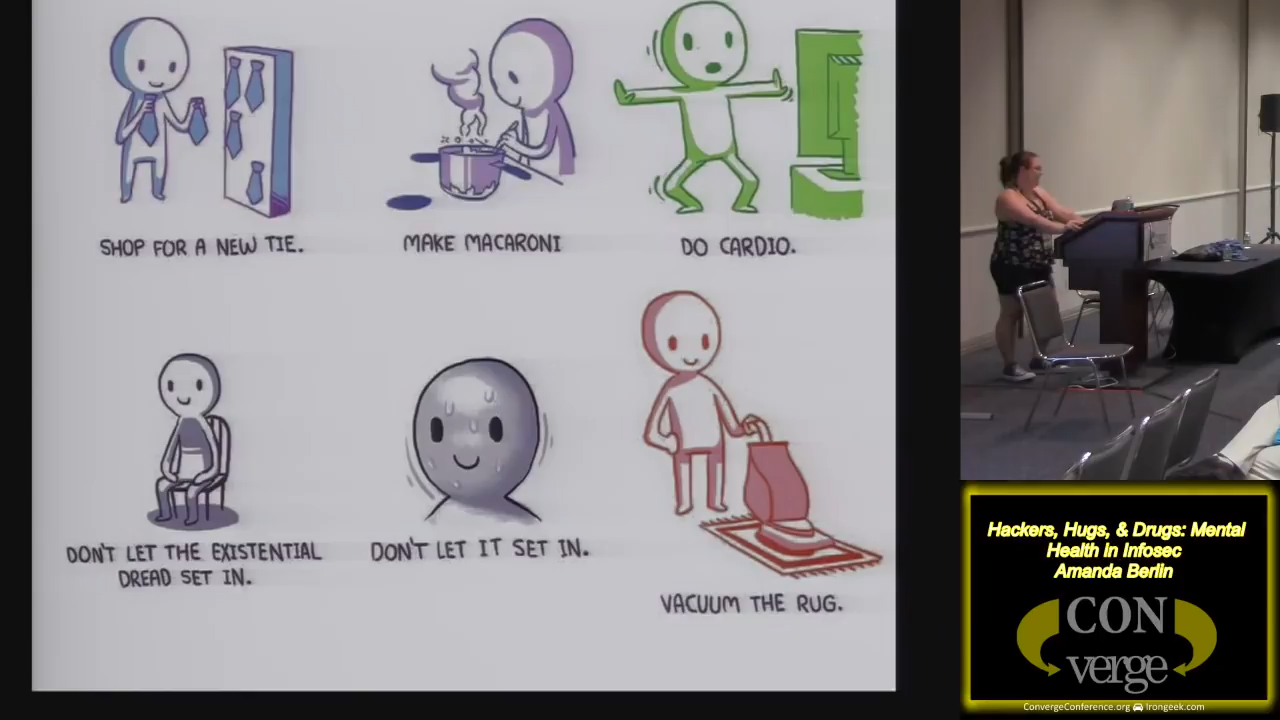 SHOP FOR A NEW TIE.
MAKE MACARONI
DO CARDIO.
DON'T LET THE EXISTENTIAL
DREAD SET IN.
DON'T LET IT SET IN.
VACUUM THE RUG.
Hackers, Hugs, & Drugs: Mental
Health in Infosec
Amanda Berlin
CON
verge
ConvergeConference.org Irongeek.com